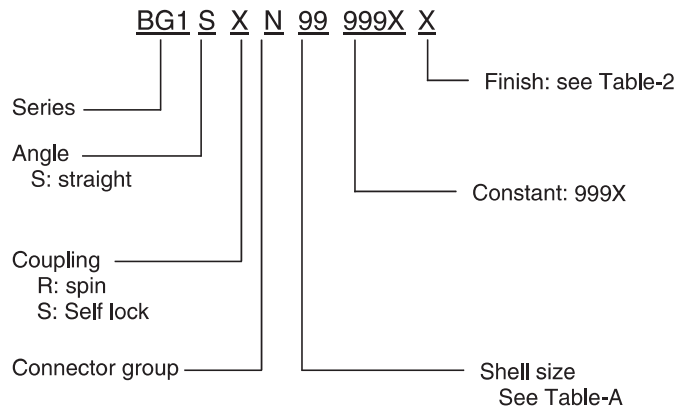 BG1 S X N 99 999X X
Finish: see Table-2
Series
Angle
S: straight
Constant: 999X
Coupling
R: spin
S: Self lock
Connector group
Shell size
See Table-A